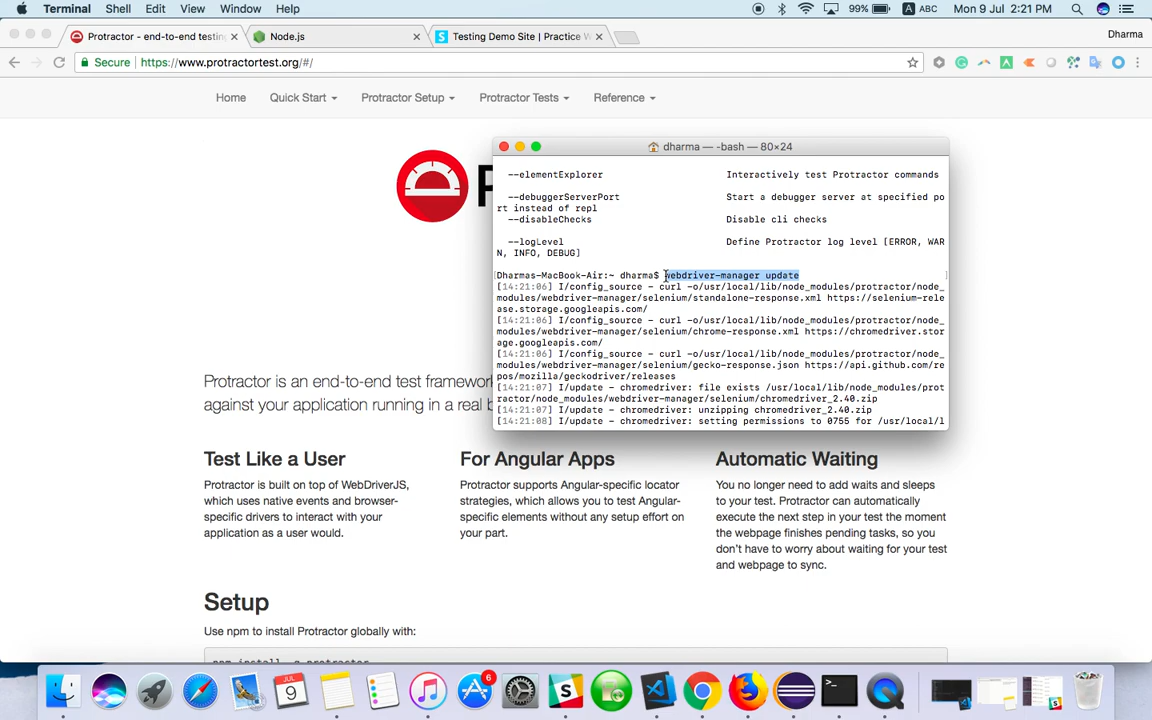 Terminal Shell Edit View Window Help 99% A ABC Mon 9 Jul 2:21 PM
Protractor - end-to-end testing Node.js Testing Demo Site | Practice W Dharma
Secure https://www.protractortest.org/#/
Home Quick Start Protractor Setup Protractor Tests Reference
dharma — -bash — 80×24
--elementExplorer Interactively test Protractor commands
--debuggerServerPort Start a debugger server at specified po
rt instead of repl
--disableChecks Disable cli checks
--logLevel Define Protractor log level [ERROR, WAR
N, INFO, DEBUG]
[Dharmas-MacBook-Air:~ dharma$ webdriver-manager update ]
[14:21:06] I/config_source - curl -o/usr/local/lib/node_modules/protractor/node_
modules/webdriver-manager/selenium/standalone-response.xml https://selenium-rele
ase.storage.googleapis.com/
[14:21:06] I/config_source - curl -o/usr/local/lib/node_modules/protractor/node_
modules/webdriver-manager/selenium/chrome-response.xml https://chromedriver.stor
age.googleapis.com/
[14:21:06] I/config_source - curl -o/usr/local/lib/node_modules/protractor/node_
modules/webdriver-manager/selenium/gecko-response.json https://api.github.com/re
pos/mozilla/geckodriver/releases
[14:21:07] I/update - chromedriver: file exists /usr/local/lib/node_modules/prot
ractor/node_modules/webdriver-manager/selenium/chromedriver_2.40.zip
[14:21:07] I/update - chromedriver: unzipping chromedriver_2.40.zip
[14:21:08] I/update - chromedriver: setting permissions to 0755 for /usr/local/l
Protractor is an end-to-end test framework
against your application running in a real b
Test Like a User
Protractor is built on top of WebDriverJS,
which uses native events and browser-
specific drivers to interact with your
application as a user would.
For Angular Apps
Protractor supports Angular-specific locator
strategies, which allows you to test Angular-
specific elements without any setup effort on
your part.
Automatic Waiting
You no longer need to add waits and sleeps
to your test. Protractor can automatically
execute the next step in your test the moment
the webpage finishes pending tasks, so you
don't have to worry about waiting for your test
and webpage to sync.
Setup
Use npm to install Protractor globally with:
npm install -g protractor
JUL
9
6